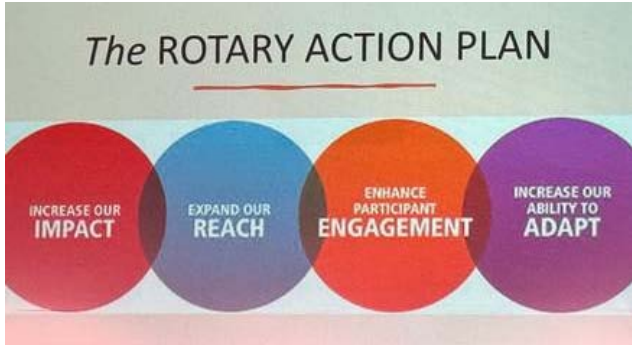 The ROTARY ACTION PLAN
INCREASE OUR
IMPACT
EXPAND OUR
REACH
ENHANCE
PARTICIPANT
ENGAGEMENT
INCREASE OUR
ABILITY TO
ADAPT